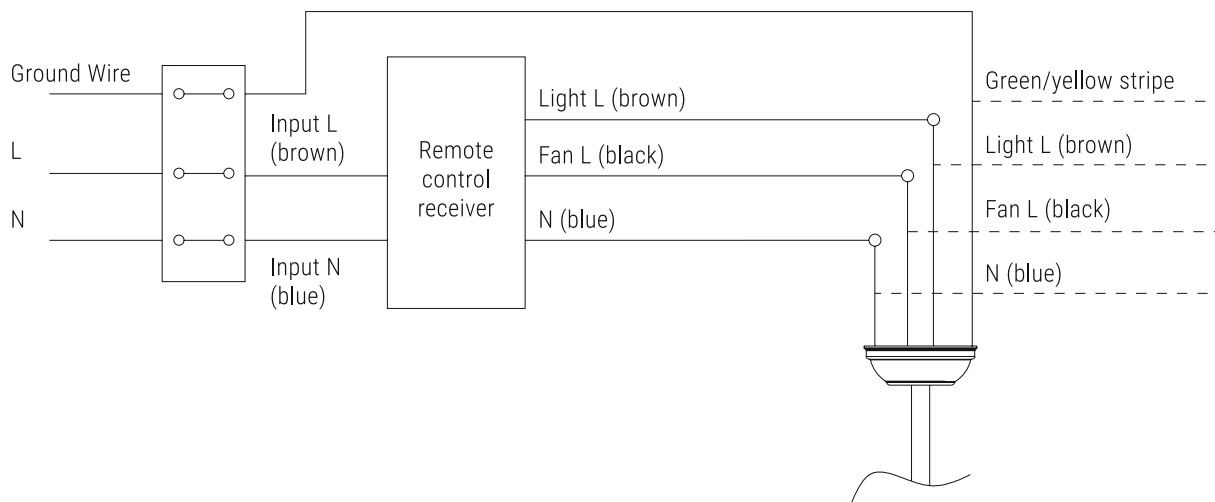 Ground Wire
L
N
Input L
(brown)
Input N
(blue)
Remote
control
receiver
Light L (brown)
Fan L (black)
N (blue)
Green/yellow stripe
Light L (brown)
Fan L (black)
N (blue)